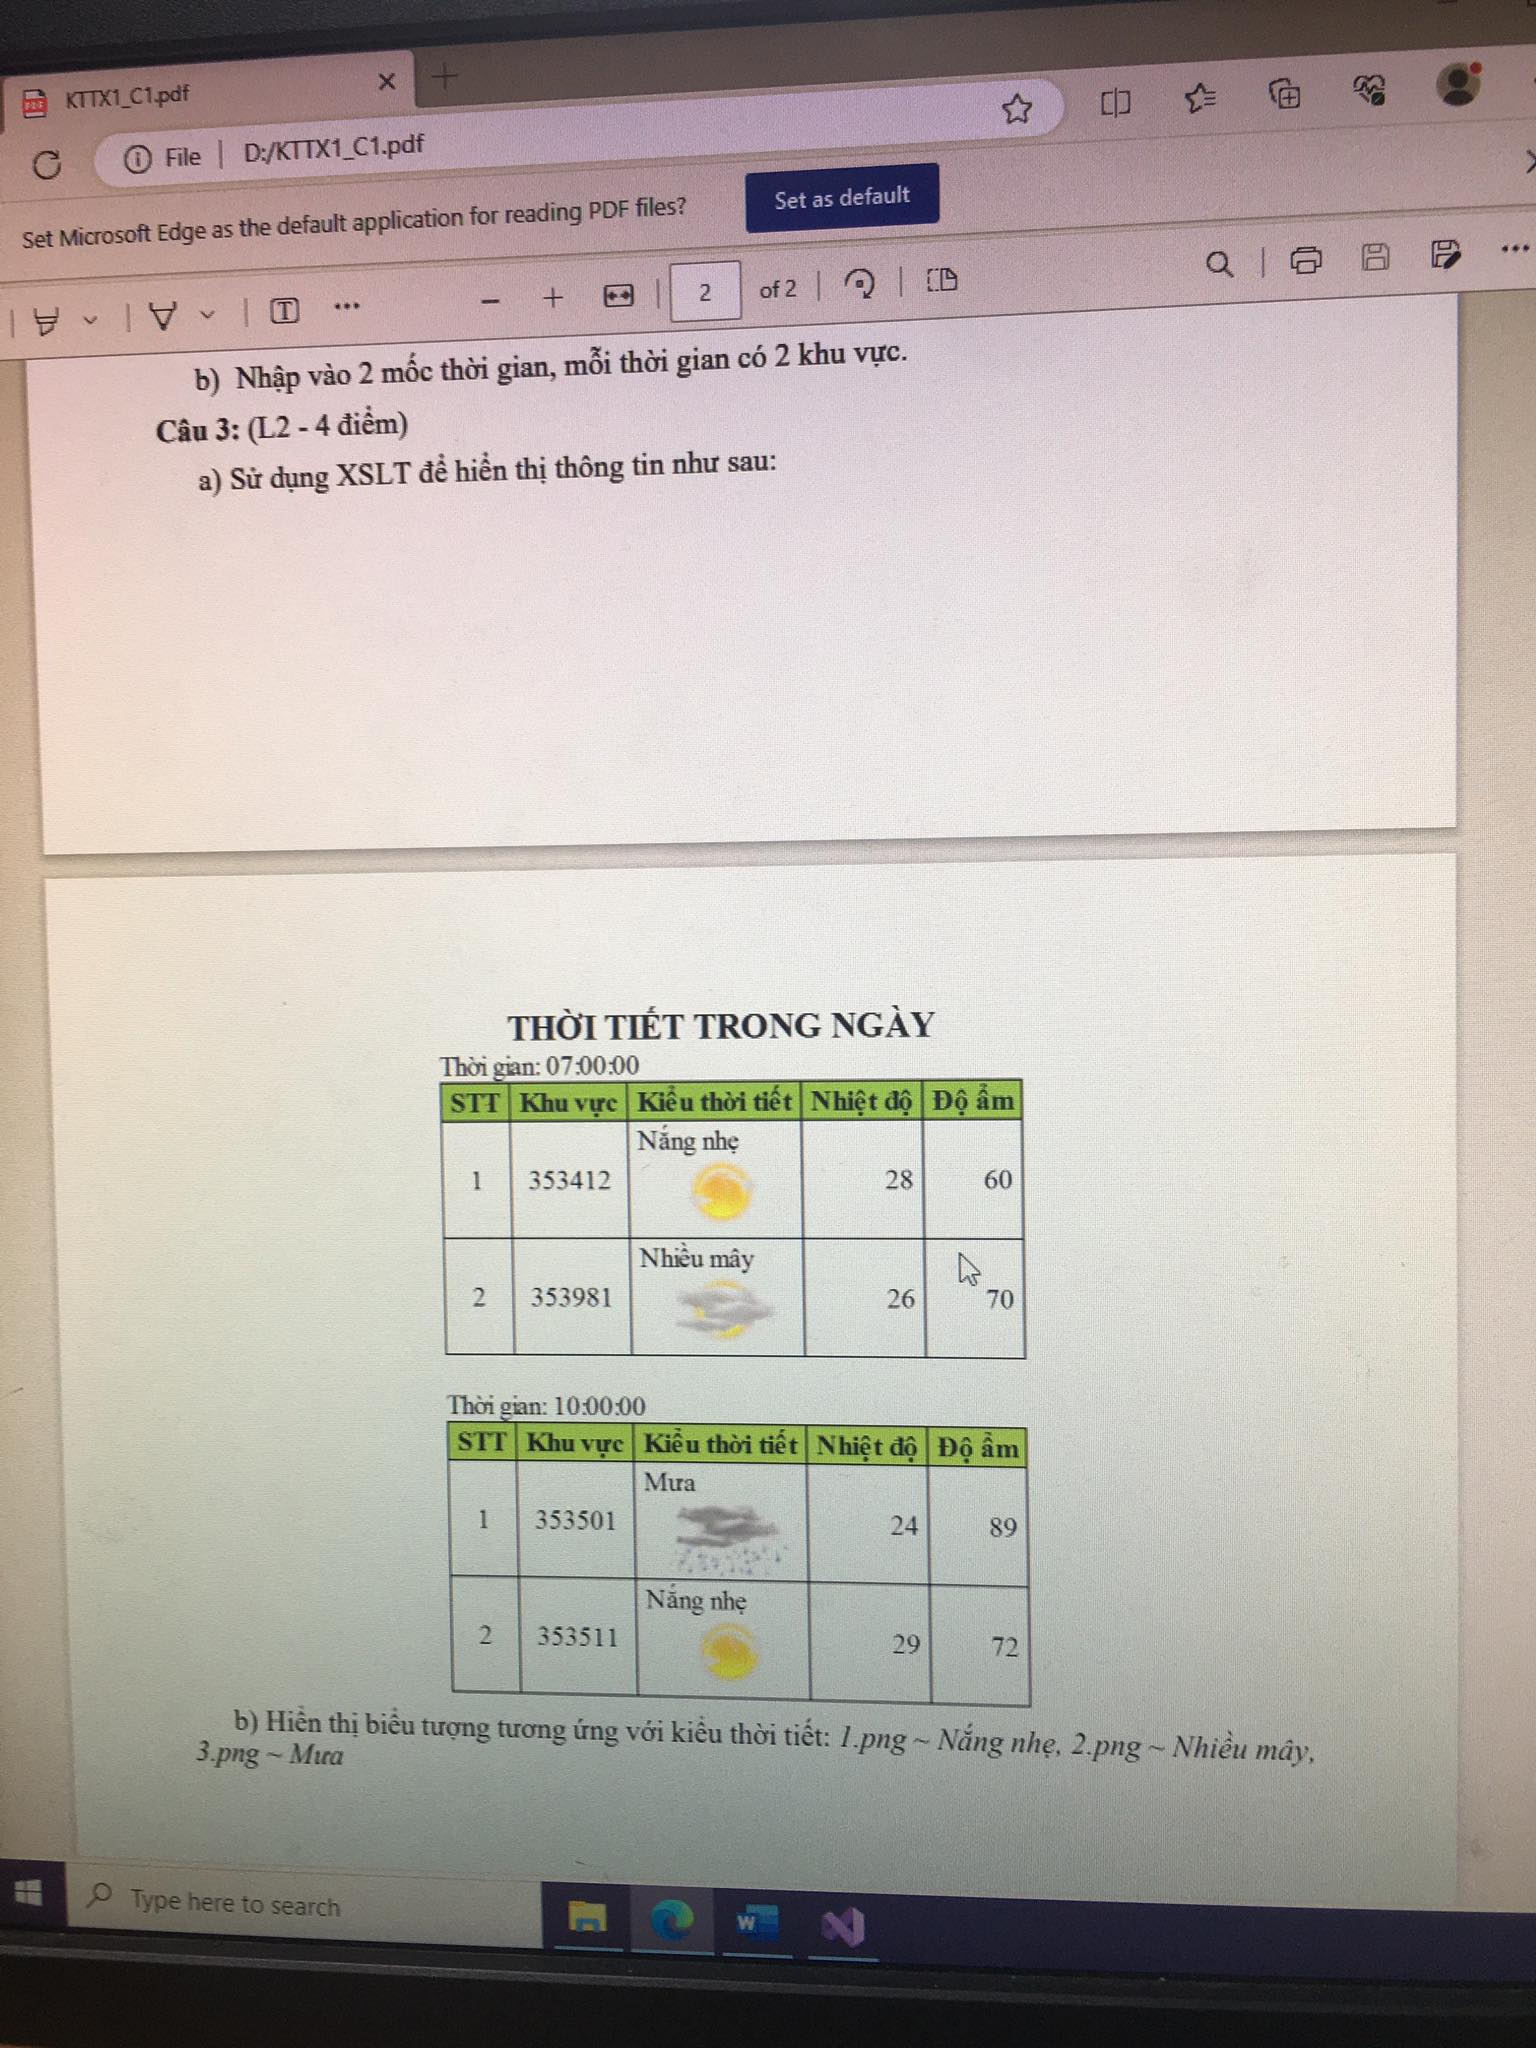 KTTX1_C1.pdf
File | D:/KTTX1_C1.pdf
Set Microsoft Edge as the default application for reading PDF files?
Set as default
2 of 2
b) Nhập vào 2 mốc thời gian, mỗi thời gian có 2 khu vực.
Câu 3: (L2 - 4 điểm)
a) Sử dụng XSLT để hiển thị thông tin như sau:
THỜI TIẾT TRONG NGÀY
Thời gian: 07:00:00
STT Khu vực Kiểu thời tiết Nhiệt độ Độ ẩm
1 353412 Nắng nhẹ 28 60
2 353981 Nhiều mây 26 70
Thời gian: 10:00:00
STT Khu vực Kiểu thời tiết Nhiệt độ Độ ẩm
1 353501 Mưa 24 89
2 353511 Nắng nhẹ 29 72
b) Hiển thị biểu tượng tương ứng với kiểu thời tiết: 1.png ~ Nắng nhẹ, 2.png ~ Nhiều mây,
3.png ~ Mưa
Type here to search